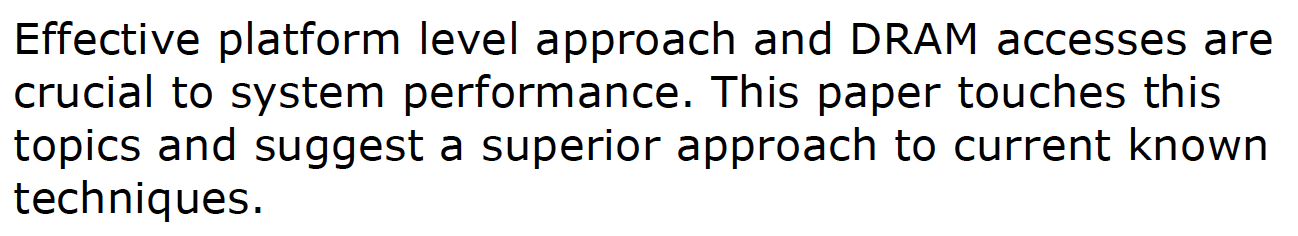 Effective platform level approach and DRAM accesses are
crucial to system performance. This paper touches this
topics and suggest a superior approach to current known
techniques.